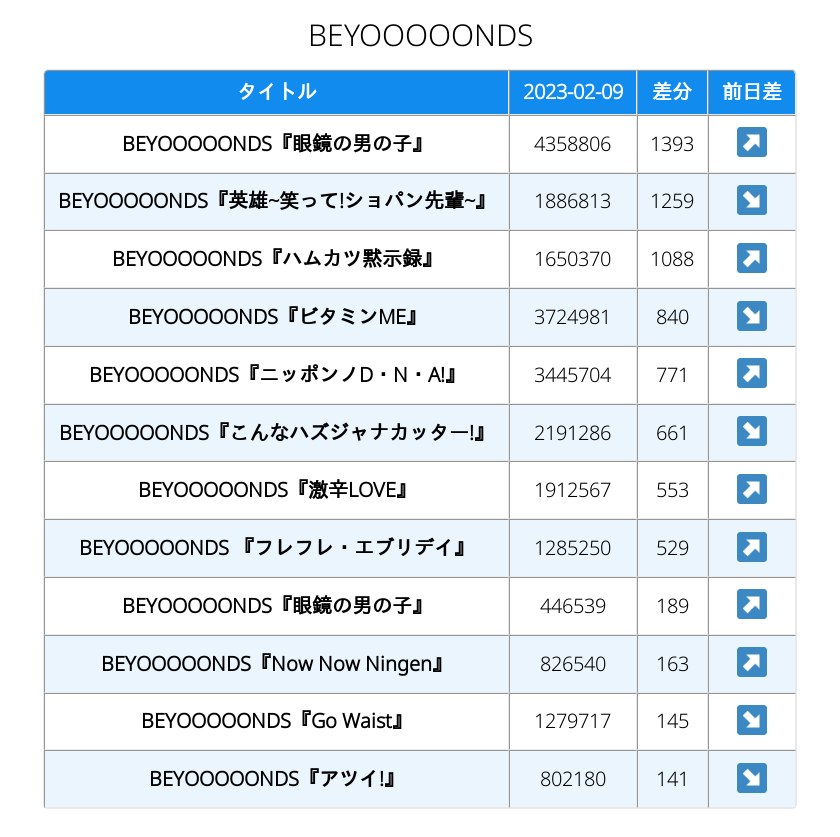 BEYOOOOONDS
タイトル 2023-02-09 差分 前日差
BEYOOOOONDS『眼鏡の男の子』 4358806 1393 ↗
BEYOOOOONDS『英雄~笑って!ショパン先輩~』 1886813 1259 ↘
BEYOOOOONDS『ハムカツ黙示録』 1650370 1088 ↗
BEYOOOOONDS『ビタミンME』 3724981 840 ↘
BEYOOOOONDS『ニッポンノD・N・A!』 3445704 771 ↗
BEYOOOOONDS『こんなハズジャナカッター!』 2191286 661 ↘
BEYOOOOONDS『激辛LOVE』 1912567 553 ↗
BEYOOOOONDS 『フレフレ・エブリデイ』 1285250 529 ↗
BEYOOOOONDS『眼鏡の男の子』 446539 189 ↗
BEYOOOOONDS『Now Now Ningen』 826540 163 ↗
BEYOOOOONDS『Go Waist』 1279717 145 ↘
BEYOOOOONDS『アツイ!』 802180 141 ↘